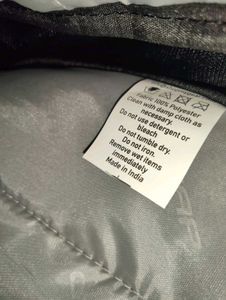 Fabric 100% Polyester
Clean with damp cloth as
necessary.
Do not use detergent or
bleach
Do not tumble dry.
Do not iron.
Remove wet items
immediately
Made in India